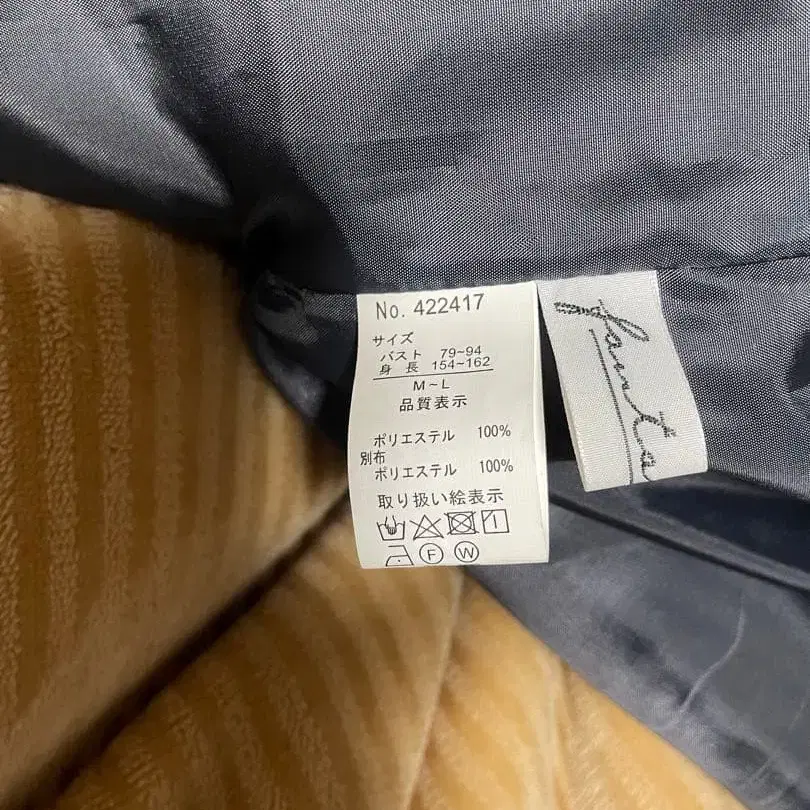 No. 422417
サイズ
バスト 79~94
身長 154~162
M~L
品質表示
ポリエステル 100%
別布
ポリエステル 100%
取り扱い絵表示
F W